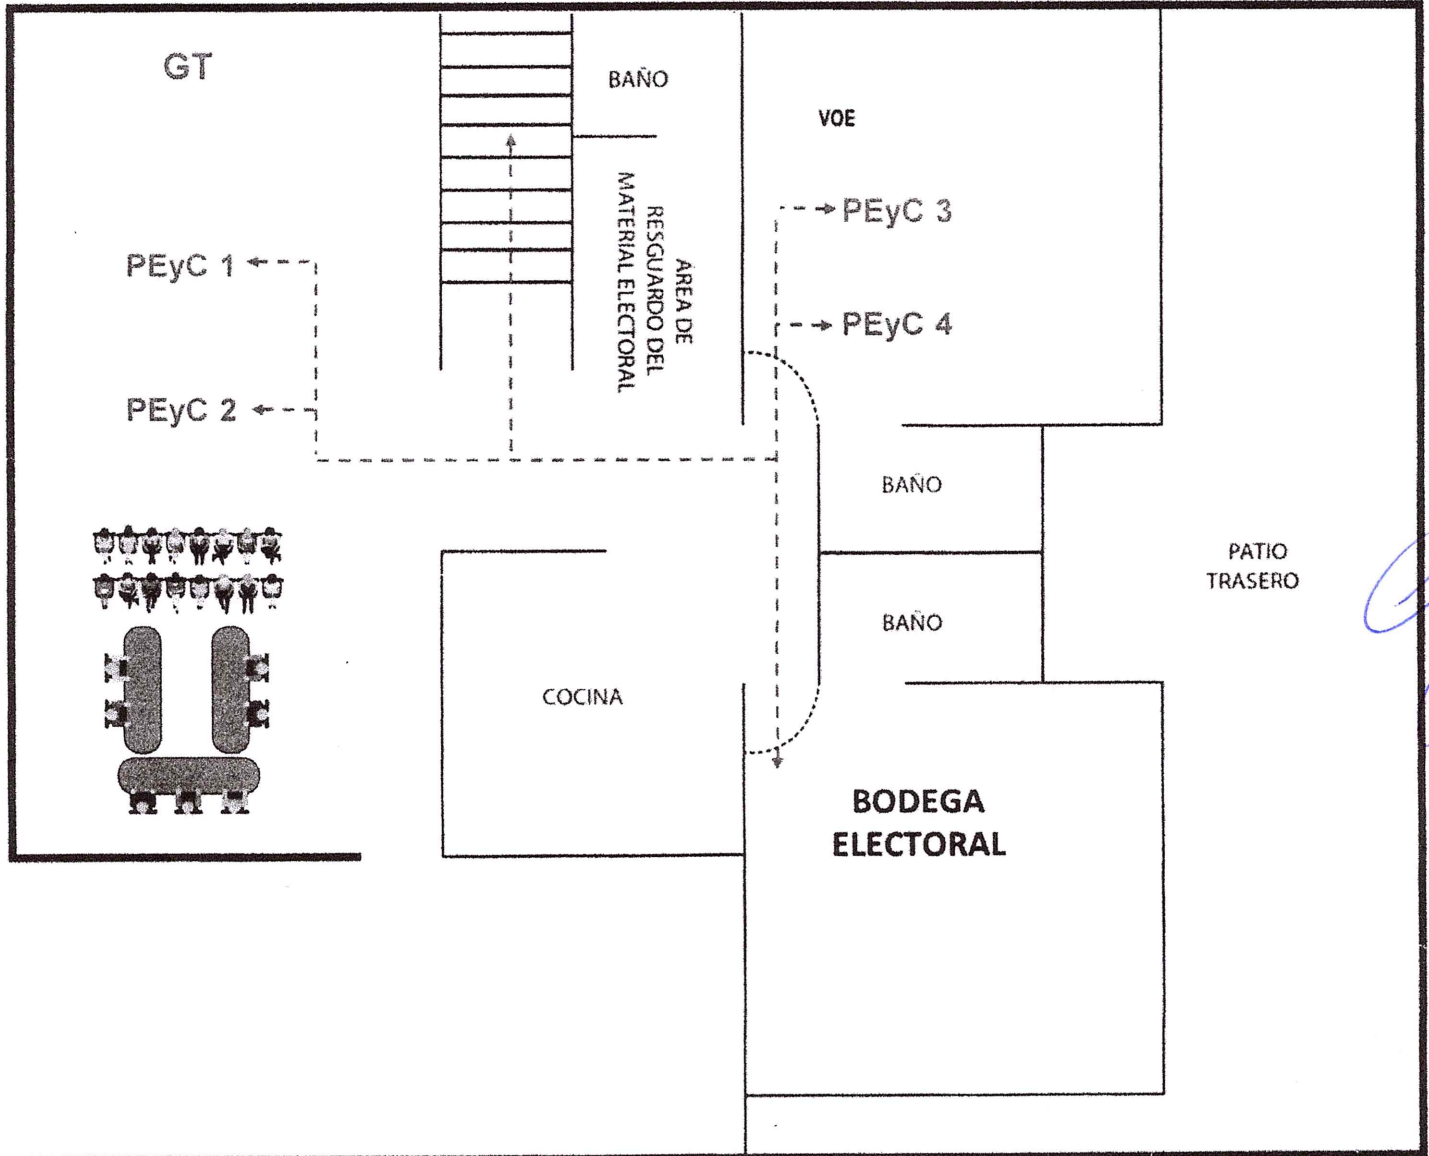 GT
BAÑO
VOE
ÁREA DE
RESGUARDO DEL
MATERIAL ELECTORAL
PEyC 3
PEyC 1
PEyC 4
PEyC 2
BAÑO
PATIO
TRASERO
BAÑO
COCINA
BODEGA
ELECTORAL